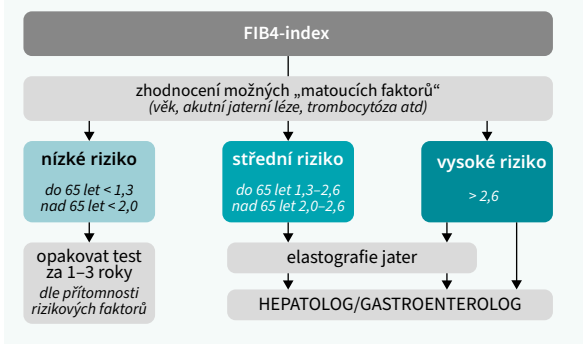 FIB4-index
zhodnocení možných „matoucích faktorů“
(věk, akutní jaterní léze, trombocytóza atd)
nízké riziko
do 65 let < 1,3
nad 65 let < 2,0
střední riziko
do 65 let 1,3–2,6
nad 65 let 2,0–2,6
vysoké riziko
> 2,6
opakovat test
za 1–3 roky
dle přítomnosti
rizikových faktorů
elastografie jater
HEPATOLOG/GASTROENTEROLOG